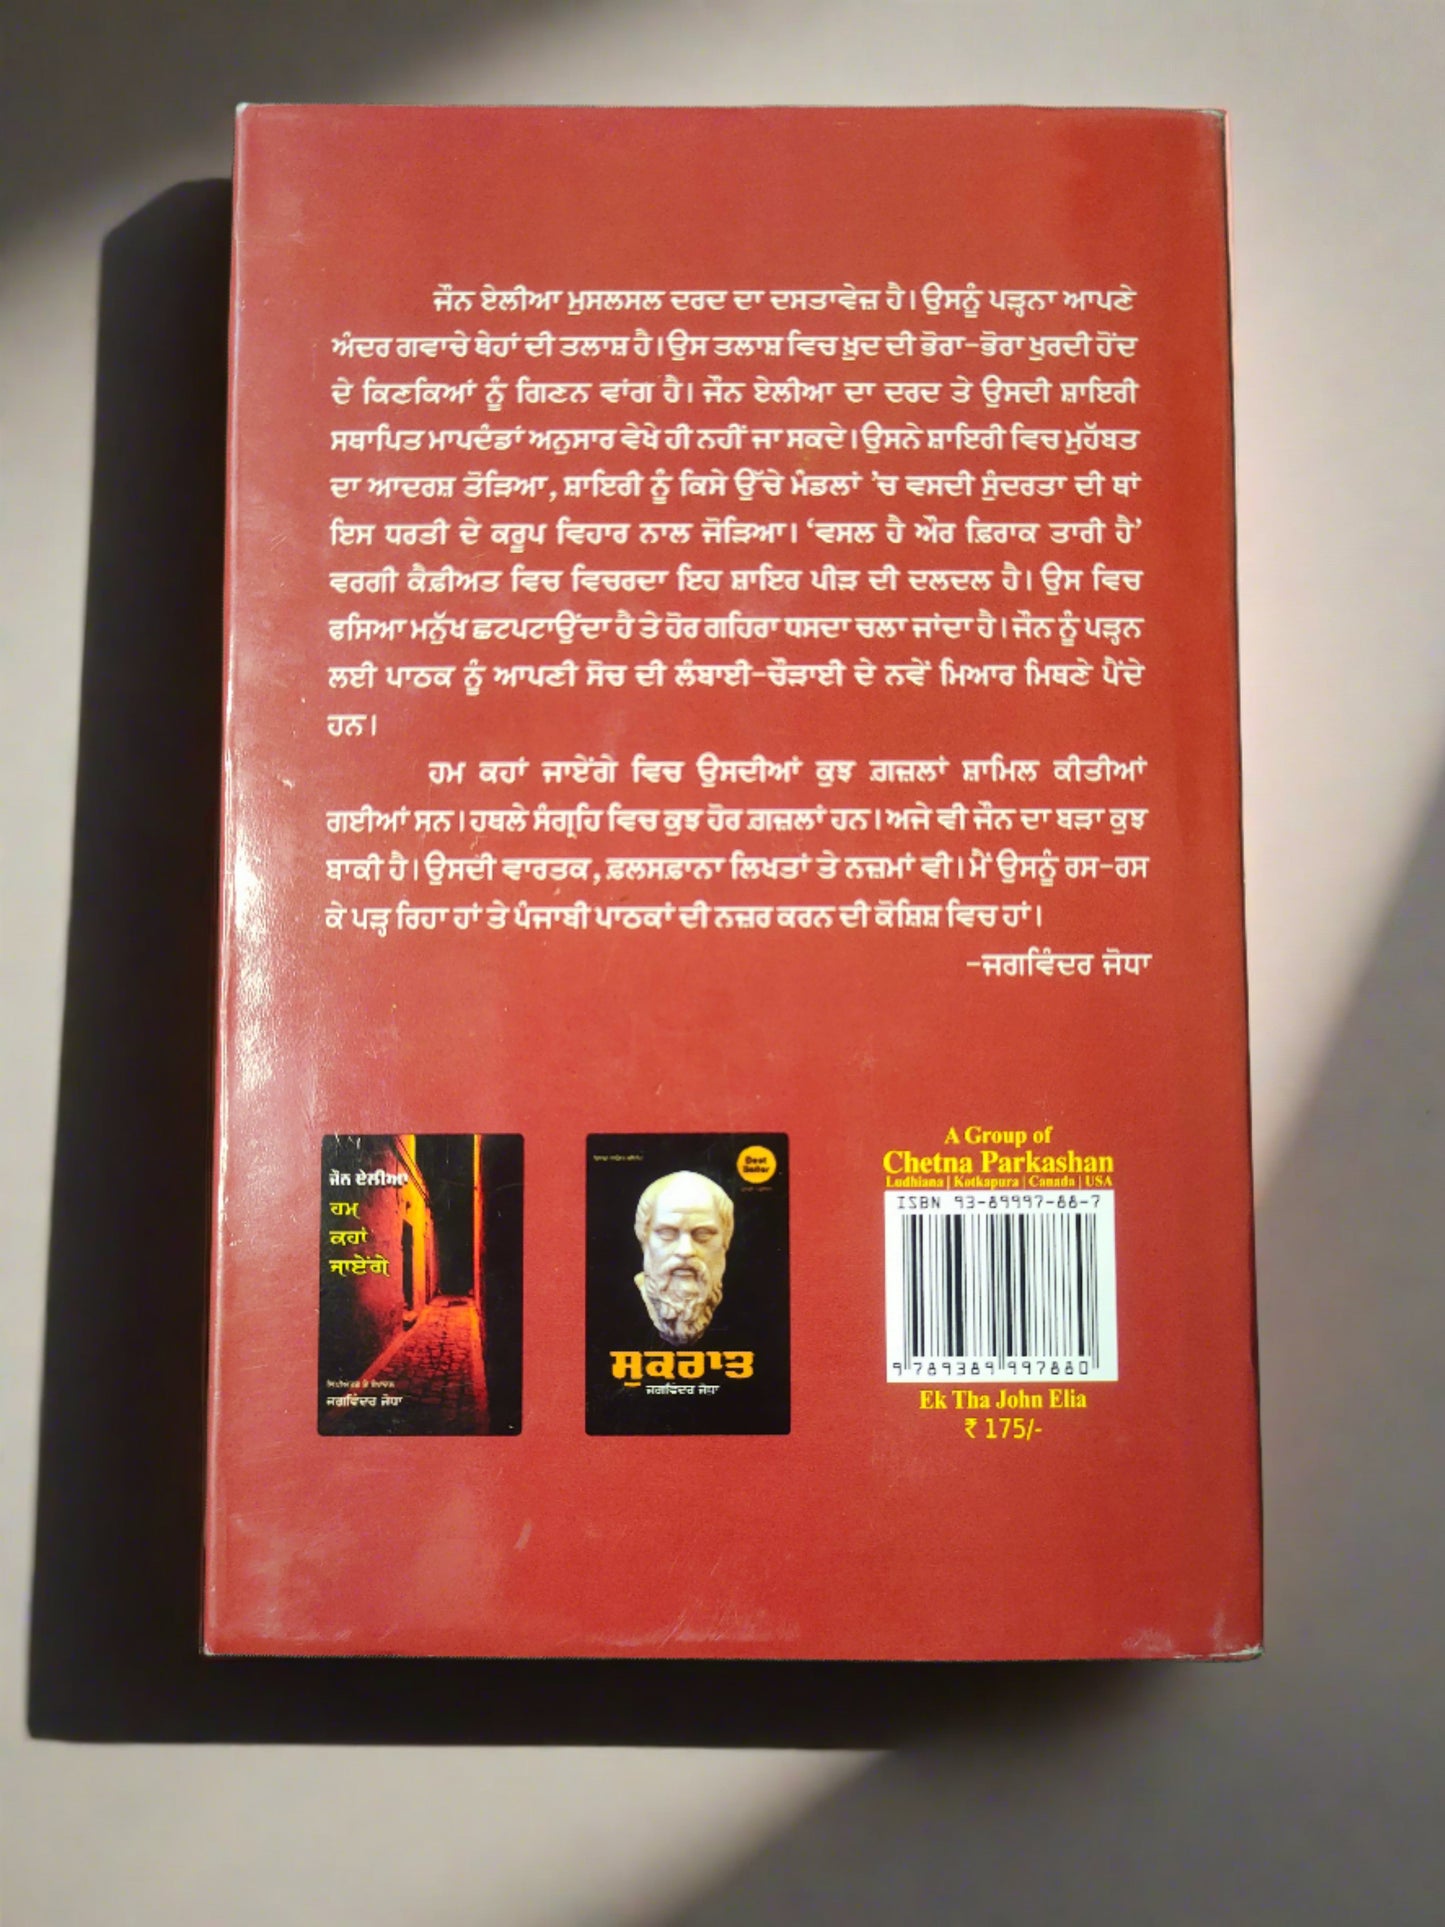 ਜੌਨ ਏਲੀਆ ਮੁਸਲਸਲ ਦਰਦ ਦਾ ਦਸਤਾਵੇਜ਼ ਹੈ। ਉਸਨੂੰ ਪੜ੍ਹਨਾ ਆਪਣੇ
ਅੰਦਰ ਗਵਾਚੇ ਥੇਹਾਂ ਦੀ ਤਲਾਸ਼ ਹੈ। ਉਸ ਤਲਾਸ਼ ਵਿਚ ਖ਼ੁਦ ਦੀ ਭੋਰਾ-ਭੋਰਾ ਖੁਰਦੀ ਹੋਂਦ
ਦੇ ਕਿਣਕਿਆਂ ਨੂੰ ਗਿਣਨ ਵਾਂਗ ਹੈ। ਜੌਨ ਏਲੀਆ ਦਾ ਦਰਦ ਤੇ ਉਸਦੀ ਸ਼ਾਇਰੀ
ਸਥਾਪਿਤ ਮਾਪਦੰਡਾਂ ਅਨੁਸਾਰ ਵੇਖੇ ਹੀ ਨਹੀਂ ਜਾ ਸਕਦੇ। ਉਸਨੇ ਸ਼ਾਇਰੀ ਵਿਚ ਮੁਹੱਬਤ
ਦਾ ਆਦਰਸ਼ ਤੋੜਿਆ, ਸ਼ਾਇਰੀ ਨੂੰ ਕਿਸੇ ਉੱਚੇ ਮੰਡਲਾਂ 'ਚ ਵਸਦੀ ਸੁੰਦਰਤਾ ਦੀ ਥਾਂ
ਇਸ ਧਰਤੀ ਦੇ ਕਰੂਪ ਵਿਹਾਰ ਨਾਲ ਜੋੜਿਆ। 'ਵਸਲ ਹੈ ਔਰ ਫ਼ਿਰਾਕ ਤਾਰੀ ਹੈ'
ਵਰਗੀ ਕੈਫ਼ੀਅਤ ਵਿਚ ਵਿਚਰਦਾ ਇਹ ਸ਼ਾਇਰ ਪੀੜ ਦੀ ਦਲਦਲ ਹੈ। ਉਸ ਵਿਚ
ਫਸਿਆ ਮਨੁੱਖ ਛਟਪਟਾਉਂਦਾ ਹੈ ਤੇ ਹੋਰ ਗਹਿਰਾ ਧਸਦਾ ਚਲਾ ਜਾਂਦਾ ਹੈ। ਜੌਨ ਨੂੰ ਪੜ੍ਹਨ
ਲਈ ਪਾਠਕ ਨੂੰ ਆਪਣੀ ਸੋਚ ਦੀ ਲੰਬਾਈ-ਚੌੜਾਈ ਦੇ ਨਵੇਂ ਮਿਆਰ ਮਿਥਣੇ ਪੈਂਦੇ
ਹਨ।
ਹਮ ਕਹਾਂ ਜਾਏਂਗੇ ਵਿਚ ਉਸਦੀਆਂ ਕੁਝ ਗ਼ਜ਼ਲਾਂ ਸ਼ਾਮਿਲ ਕੀਤੀਆਂ
ਗਈਆਂ ਸਨ। ਹਥਲੇ ਸੰਗ੍ਰਹਿ ਵਿਚ ਕੁਝ ਹੋਰ ਗ਼ਜ਼ਲਾਂ ਹਨ। ਅਜੇ ਵੀ ਜੌਨ ਦਾ ਬੜਾ ਕੁਝ
ਬਾਕੀ ਹੈ। ਉਸਦੀ ਵਾਰਤਕ, ਫ਼ਲਸਫ਼ਾਨਾ ਲਿਖਤਾਂ ਤੇ ਨਜ਼ਮਾਂ ਵੀ। ਮੈਂ ਉਸਨੂੰ ਰਸ-ਰਸ
ਕੇ ਪੜ੍ਹ ਰਿਹਾ ਹਾਂ ਤੇ ਪੰਜਾਬੀ ਪਾਠਕਾਂ ਦੀ ਨਜ਼ਰ ਕਰਨ ਦੀ ਕੋਸ਼ਿਸ਼ ਵਿਚ ਹਾਂ।
-ਜਗਵਿੰਦਰ ਜੋਧਾ
ਜੌਨ ਏਲੀਆ
ਹਮ
ਕਹਾਂ
ਜਾਏਂਗੇ
ਜਗਵਿੰਦਰ ਜੋਧਾ
Best
Seller
ਸੁਕਰਾਤ
ਜਗਵਿੰਦਰ ਜੋਧਾ
A Group of
Chetna Parkashan
Ludhiana | Kotkapura | Canada | USA
ISBN 93-89997-88-7
9 789389 997880
Ek Tha John Elia
₹ 175/-